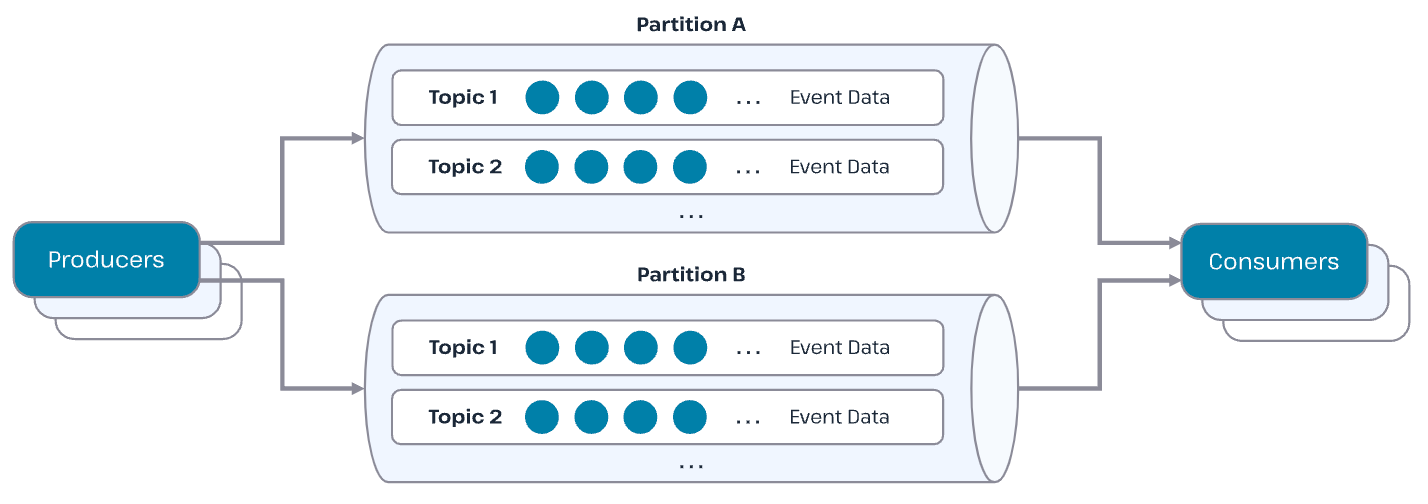 Partition A
Topic 1 ... Event Data
Topic 2 ... Event Data
...
Producers
Consumers
Partition B
Topic 1 ... Event Data
Topic 2 ... Event Data
...